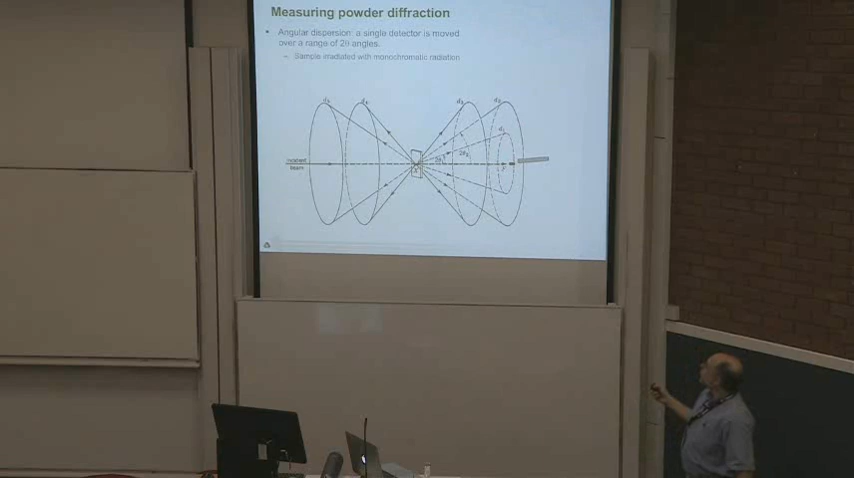 Measuring powder diffraction
• Angular dispersion: a single detector is moved
over a range of 2θ angles.
– Sample irradiated with monochromatic radiation
Incident
beam